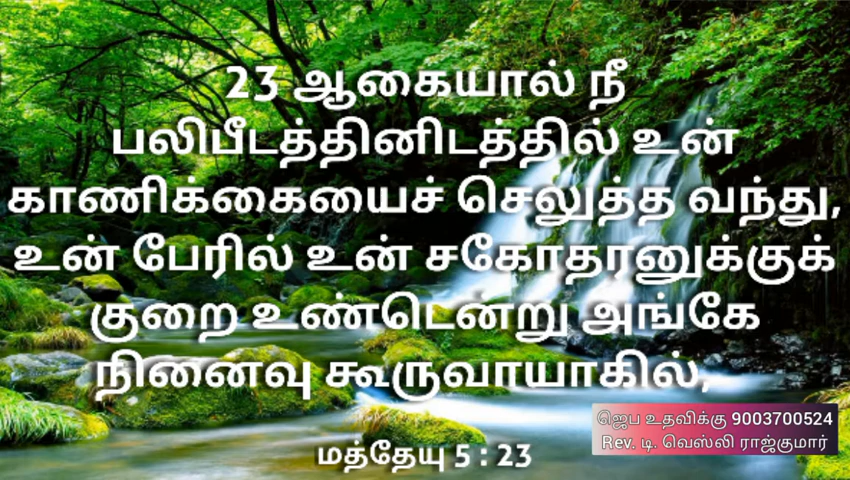 23 ஆகையால் நீ
பலிபீடத்தினிடத்தில் உன்
காணிக்கையைச் செலுத்த வந்து,
உன் பேரில் உன் சகோதரனுக்குக்
குறை உண்டென்று அங்கே
நினைவு கூருவாயாகில்,
ஜெப உதவிக்கு 9003700524
Rev. டி. வெஸ்லி ராஜ்குமார்
மத்தேயு 5 : 23